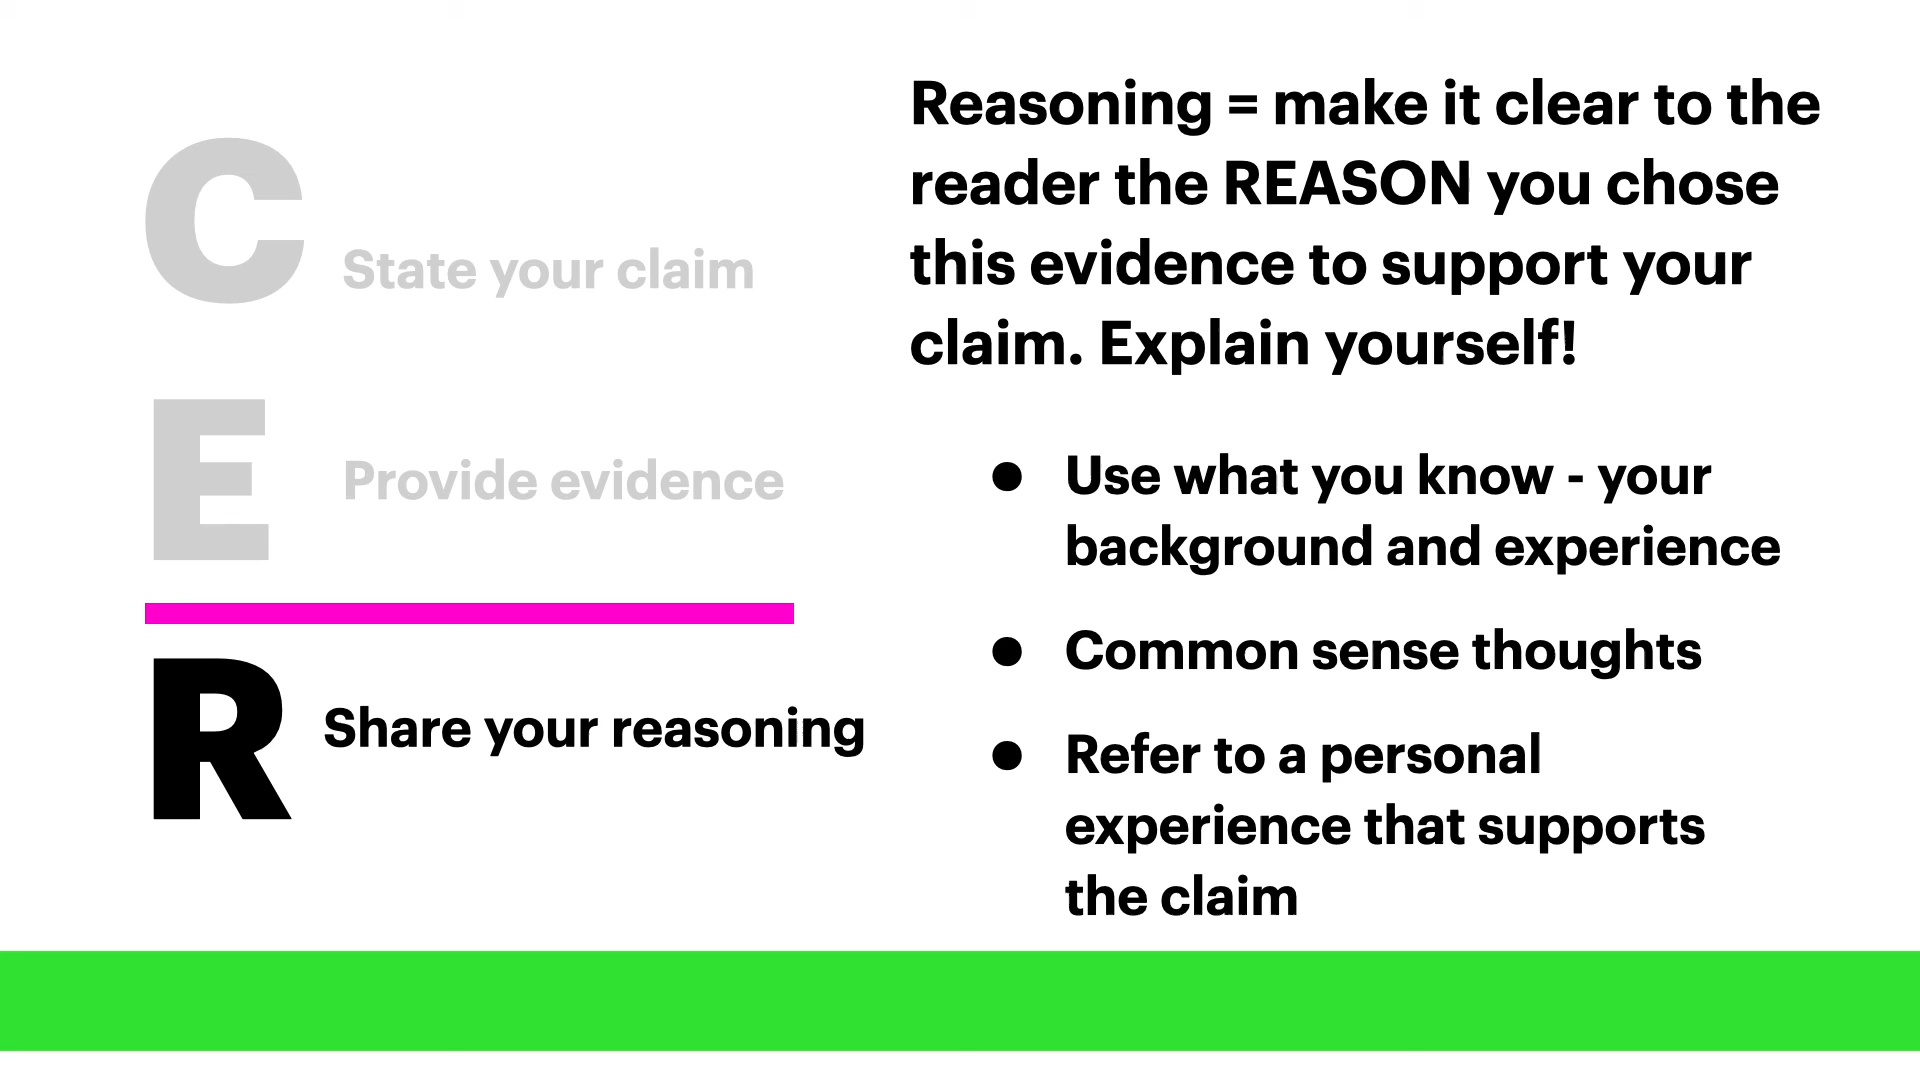 C
State your claim
E
Provide evidence
R
Share your reasoning
Reasoning = make it clear to the
reader the REASON you chose
this evidence to support your
claim. Explain yourself!
● Use what you know - your
background and experience
● Common sense thoughts
● Refer to a personal
experience that supports
the claim